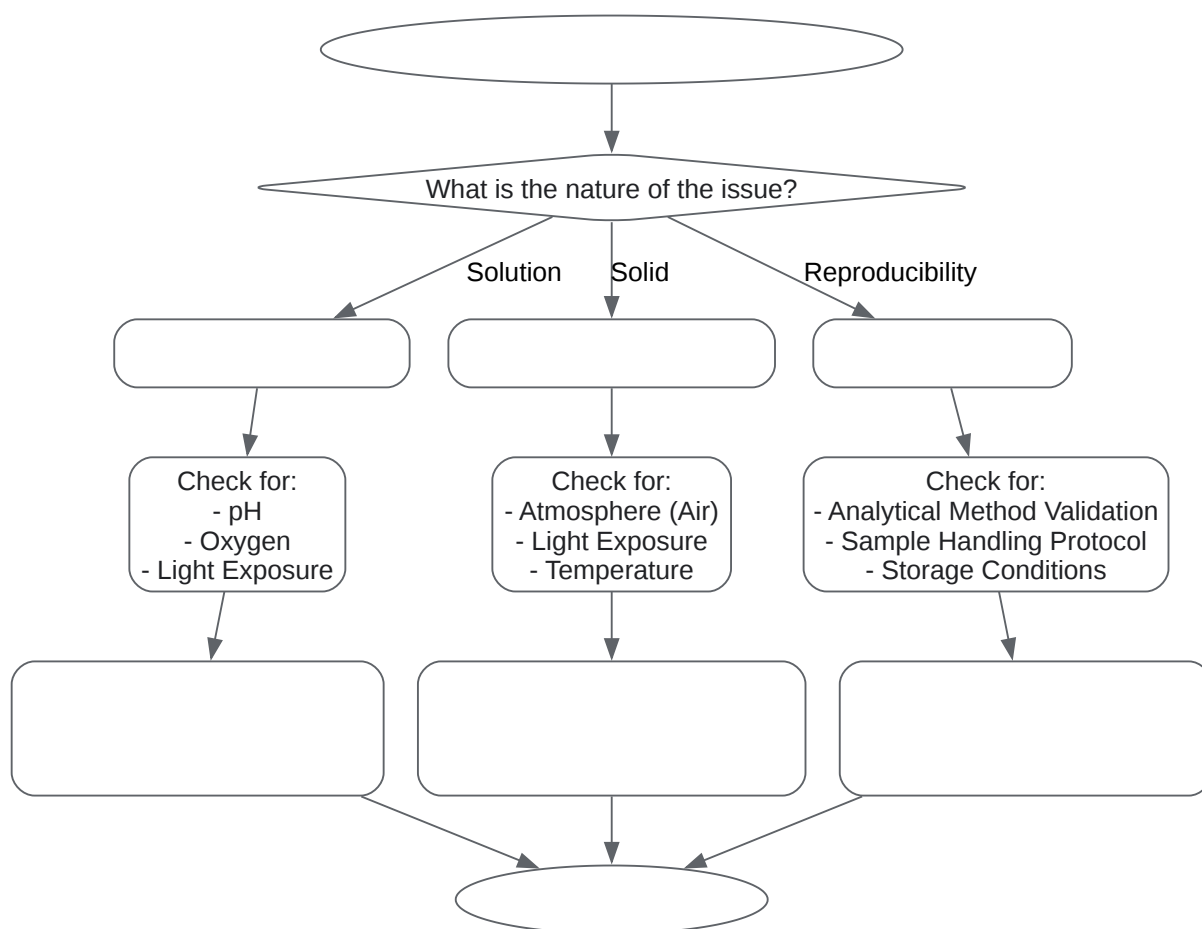 What is the nature of the issue?
Solution
Solid
Reproducibility
Check for:
- pH
- Oxygen
- Light Exposure
Check for:
- Atmosphere (Air)
- Light Exposure
- Temperature
Check for:
- Analytical Method Validation
- Sample Handling Protocol
- Storage Conditions